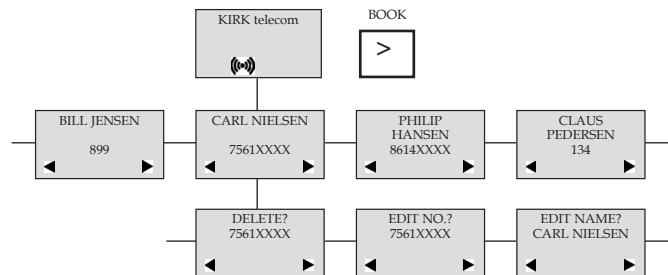 KIRK telecom
BOOK
>
BILL JENSEN
899
CARL NIELSEN
7561XXXX
PHILIP
HANSEN
8614XXXX
CLAUS
PEDERSEN
134
DELETE?
7561XXXX
EDIT NO.?
7561XXXX
EDIT NAME?
CARL NIELSEN